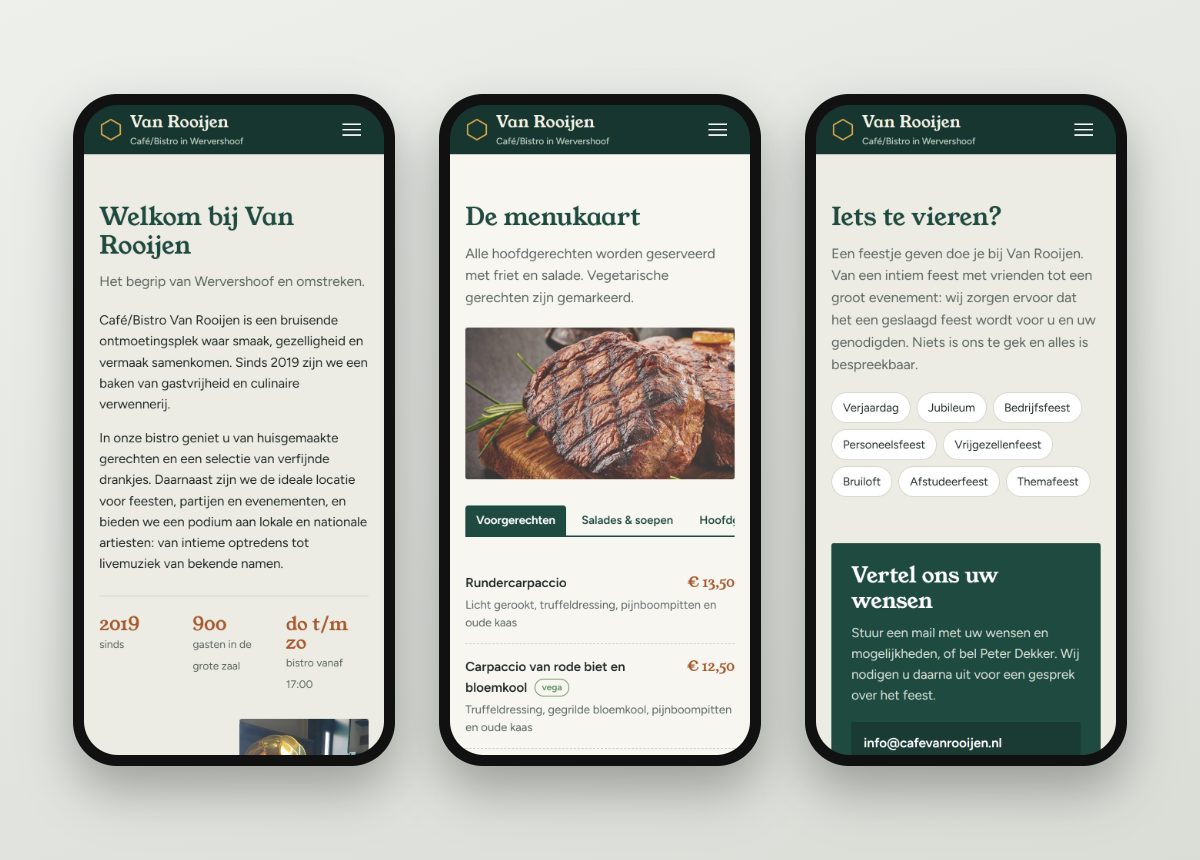 Van Rooijen
Café/Bistro in Wervershoof
Welkom bij Van
Rooijen
Het begrip van Wervershoof en omstreken.
Café/Bistro Van Rooijen is een bruisende
ontmoetingsplek waar smaak, gezelligheid en
vermaak samenkomen. Sinds 2019 zijn we een
baken van gastvrijheid en culinaire
verwennerij.
In onze bistro geniet u van huisgemaakte
gerechten en een selectie van verfijnde
drankjes. Daarnaast zijn we de ideale locatie
voor feesten, partijen en evenementen, en
bieden we een podium aan lokale en nationale
artiesten: van intieme optredens tot
livemuziek van bekende namen.
2019
sinds
900
gasten in de
grote zaal
do t/m
zo
bistro vanaf
17:00
Van Rooijen
Café/Bistro in Wervershoof
De menukaart
Alle hoofdgerechten worden geserveerd
met friet en salade. Vegetarische
gerechten zijn gemarkeerd.
Voorgerechten Salades & soepen Hoofdg
Rundercarpaccio € 13,50
Licht gerookt, truffeldressing, pijnboompitten en
oude kaas
Carpaccio van rode biet en € 12,50
bloemkool vega
Truffeldressing, gegrilde bloemkool, pijnboompitten
en oude kaas
Van Rooijen
Café/Bistro in Wervershoof
Iets te vieren?
Een feestje geven doe je bij Van Rooijen.
Van een intiem feest met vrienden tot een
groot evenement: wij zorgen ervoor dat
het een geslaagd feest wordt voor u en uw
genodigden. Niets is ons te gek en alles is
bespreekbaar.
Verjaardag Jubileum Bedrijfsfeest
Personeelsfeest Vrijgezellenfeest
Bruiloft Afstudeerfeest Themafeest
Vertel ons uw
wensen
Stuur een mail met uw wensen en
mogelijkheden, of bel Peter Dekker. Wij
nodigen u daarna uit voor een gesprek
over het feest.
info@cafevanrooijen.nl